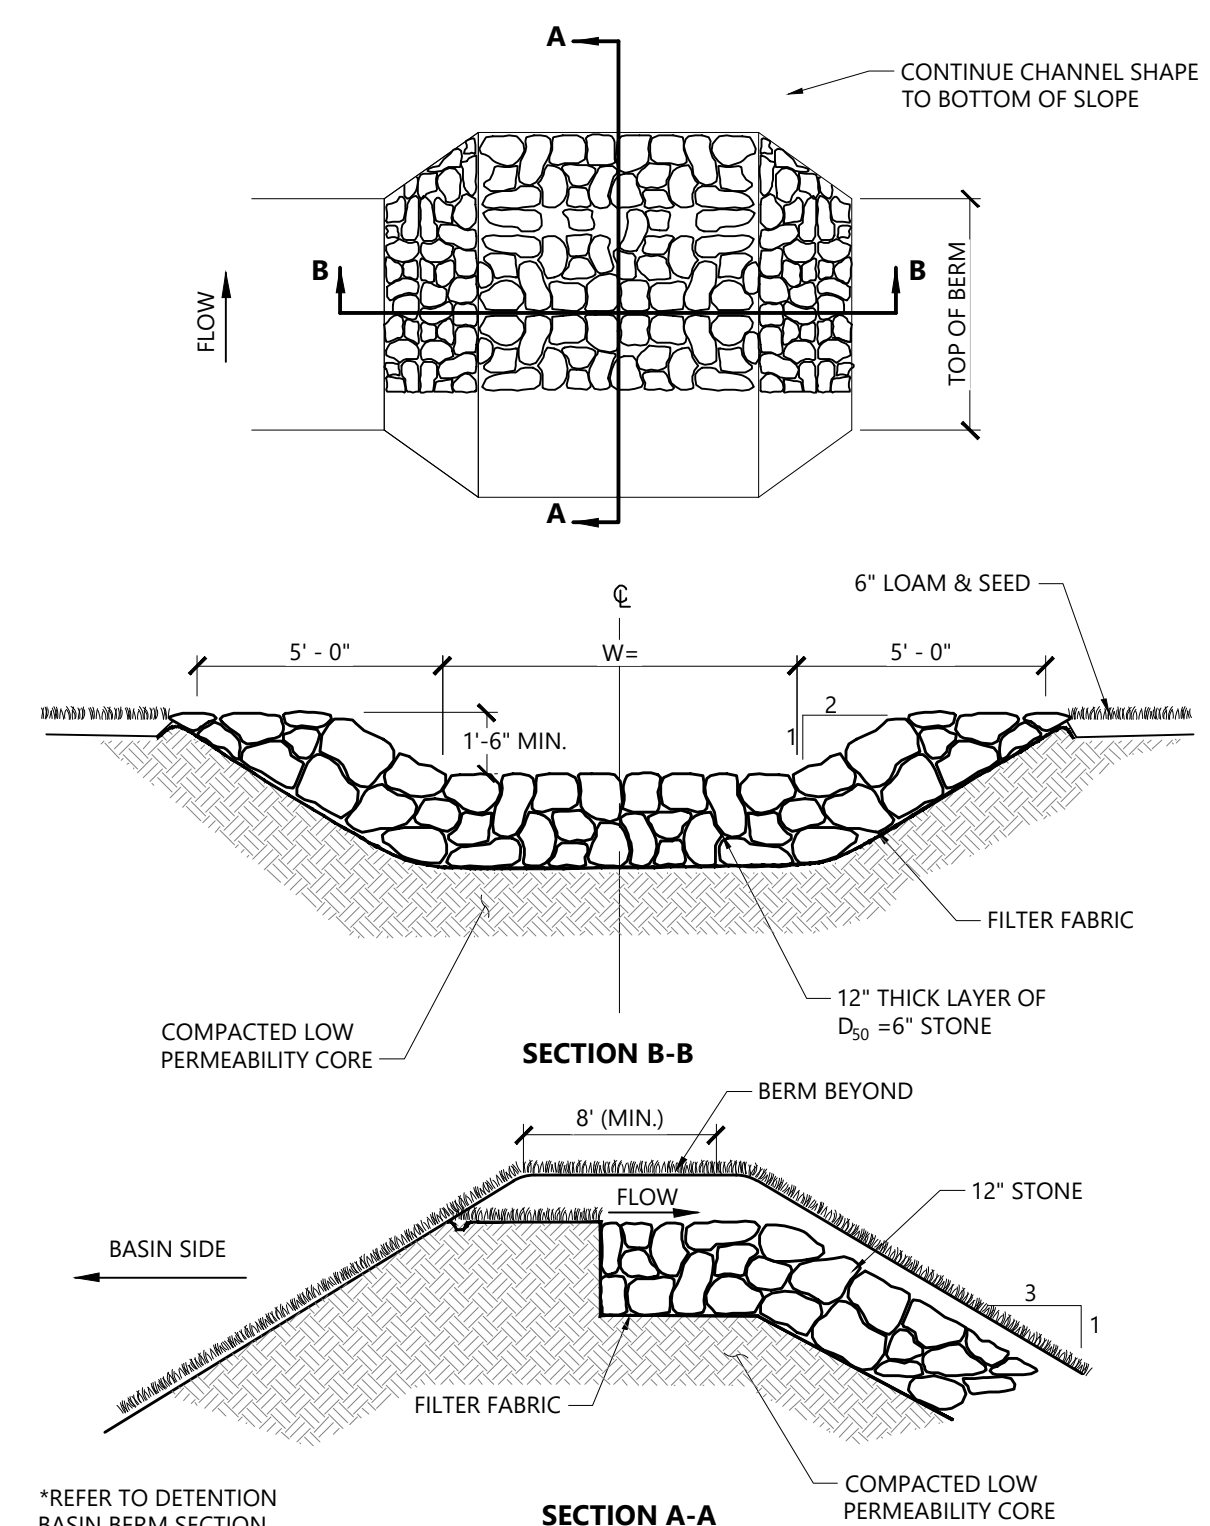 A
CONTINUE CHANNEL SHAPE
TO BOTTOM OF SLOPE
B
B
FLOW
TOP OF BERM
A
6" LOAM & SEED
℄
5' - 0"
W=
5' - 0"
2
1
1'-6" MIN.
FILTER FABRIC
12" THICK LAYER OF
D50 =6" STONE
COMPACTED LOW
PERMEABILITY CORE
SECTION B-B
BERM BEYOND
8' (MIN.)
FLOW
12" STONE
BASIN SIDE
3
1
FILTER FABRIC
COMPACTED LOW
PERMEABILITY CORE
*REFER TO DETENTION
BASIN BERM SECTION
SECTION A-A